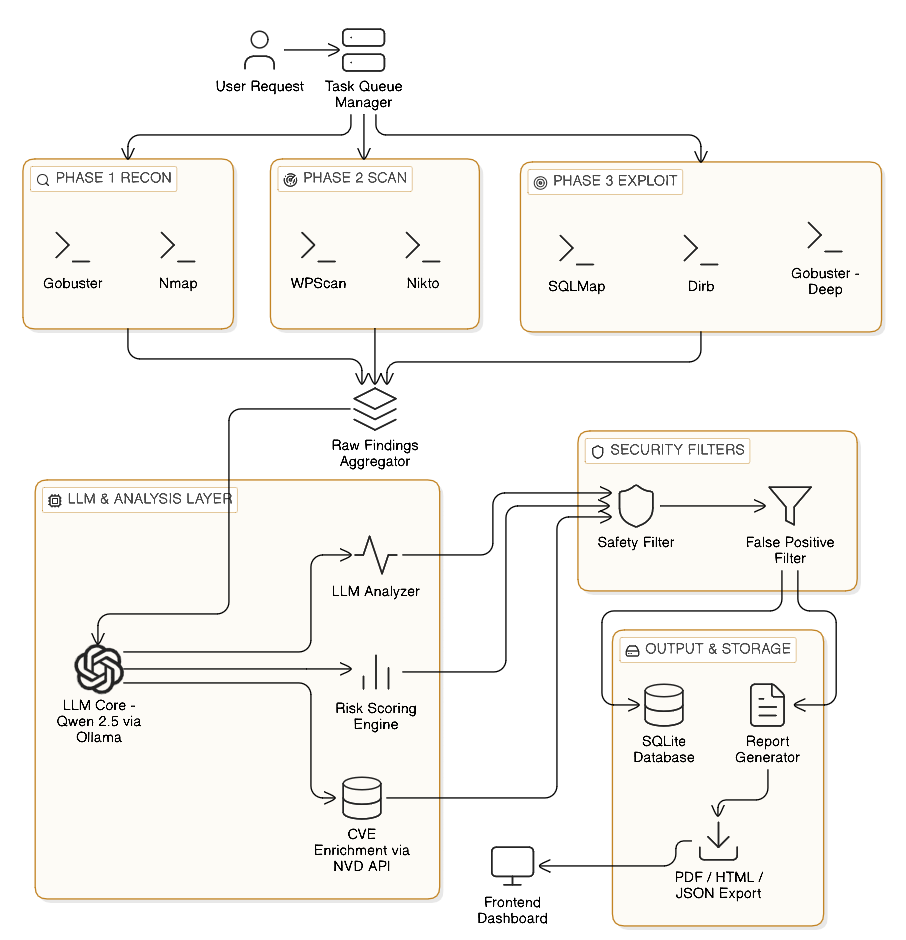 User Request
Task Queue
Manager
PHASE 1 RECON
PHASE 2 SCAN
PHASE 3 EXPLOIT
Gobuster
Nmap
WPScan
Nikto
SQLMap
Dirb
Gobuster -
Deep
Raw Findings
Aggregator
LLM & ANALYSIS LAYER
SECURITY FILTERS
Safety Filter
False Positive
Filter
LLM Analyzer
LLM Core -
Qwen 2.5 via
Ollama
Risk Scoring
Engine
CVE
Enrichment via
NVD API
OUTPUT & STORAGE
SQLite
Database
Report
Generator
PDF / HTML /
JSON Export
Frontend
Dashboard